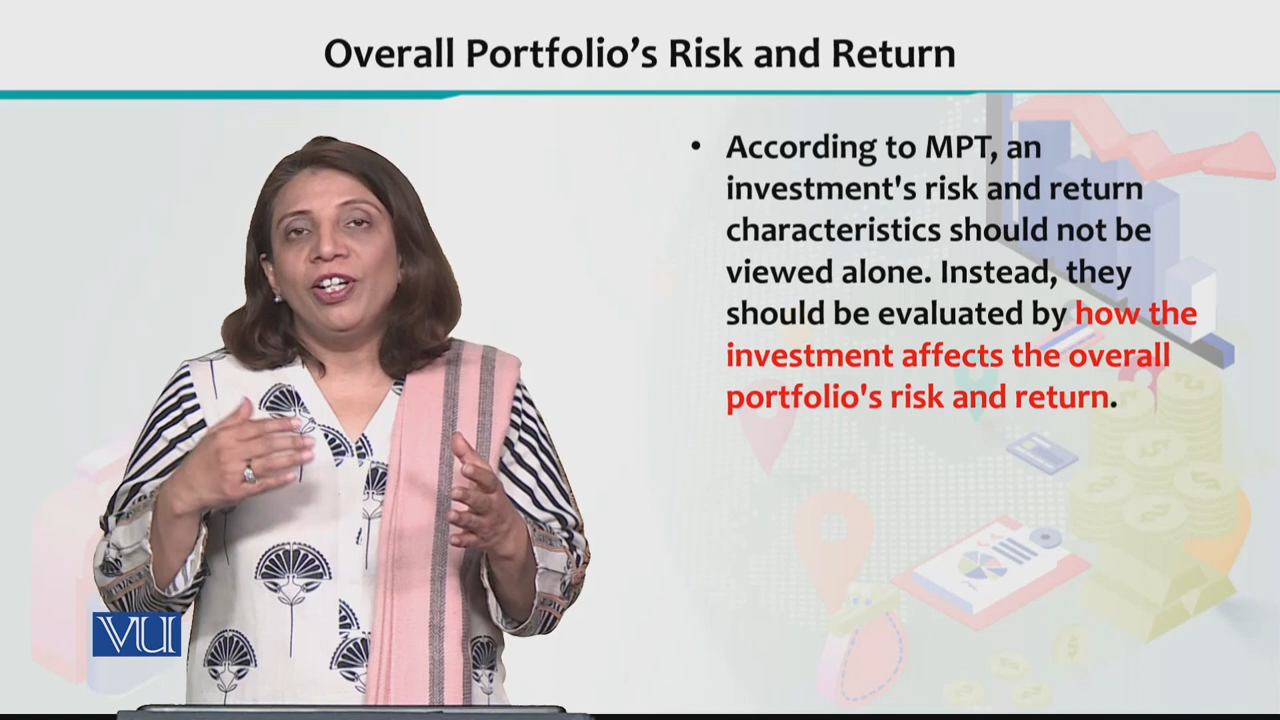 Overall Portfolio’s Risk and Return
• According to MPT, an
investment's risk and return
characteristics should not be
viewed alone. Instead, they
should be evaluated by how the
investment affects the overall
portfolio's risk and return.
VU